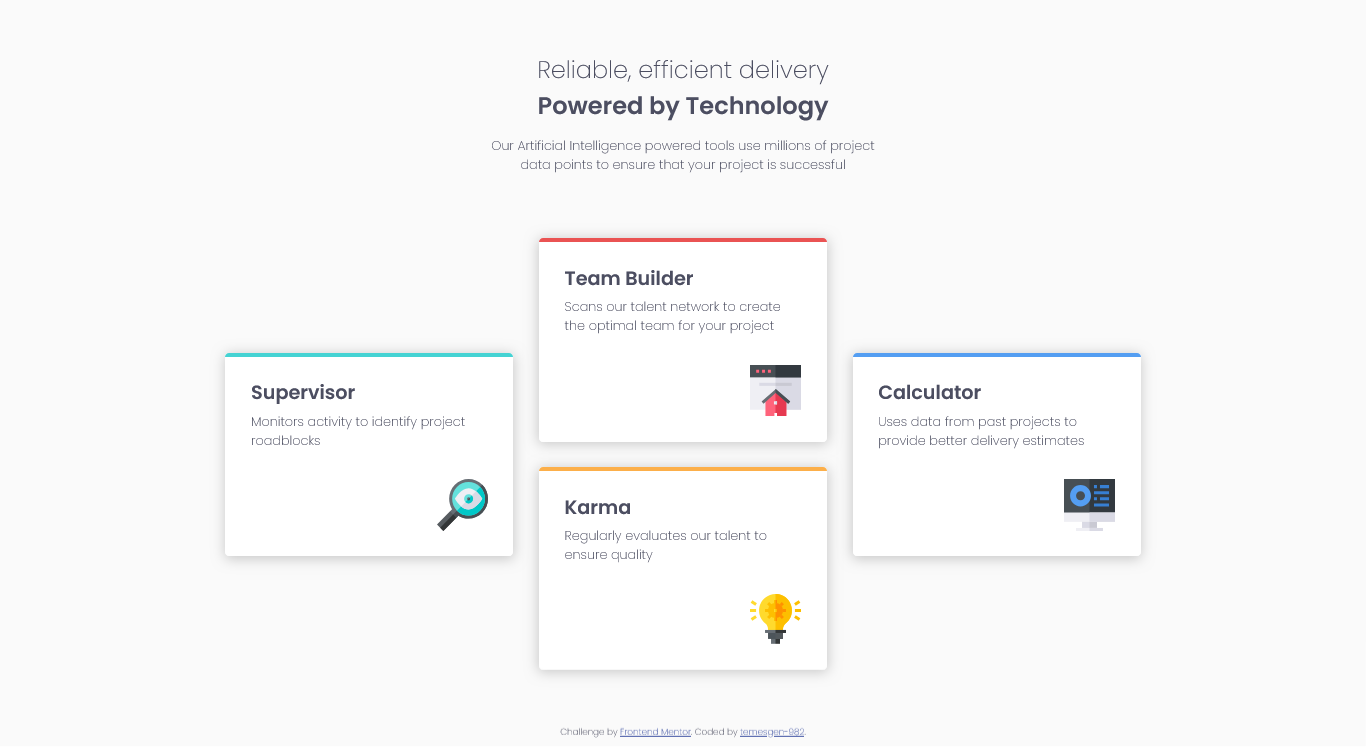 Reliable, efficient delivery
Powered by Technology
Our Artificial Intelligence powered tools use millions of project
data points to ensure that your project is successful
Team Builder
Scans our talent network to create
the optimal team for your project
Supervisor
Monitors activity to identify project
roadblocks
Calculator
Uses data from past projects to
provide better delivery estimates
Karma
Regularly evaluates our talent to
ensure quality
Challenge by Frontend Mentor. Coded by temesgen-982.